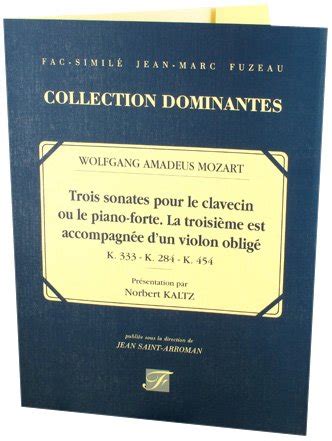 FAC-SIMILÉ JEAN-MARC FUZEAU
COLLECTION DOMINANTES
WOLFGANG AMADEUS MOZART
Trois sonates pour le clavecin
ou le piano-forte. La troisième est
accompagnée d'un violon obligé
K. 333 - K. 284 - K. 454
Présentation par
Norbert KALTZ
publiée sous la direction de
JEAN SAINT-ARROMAN
F